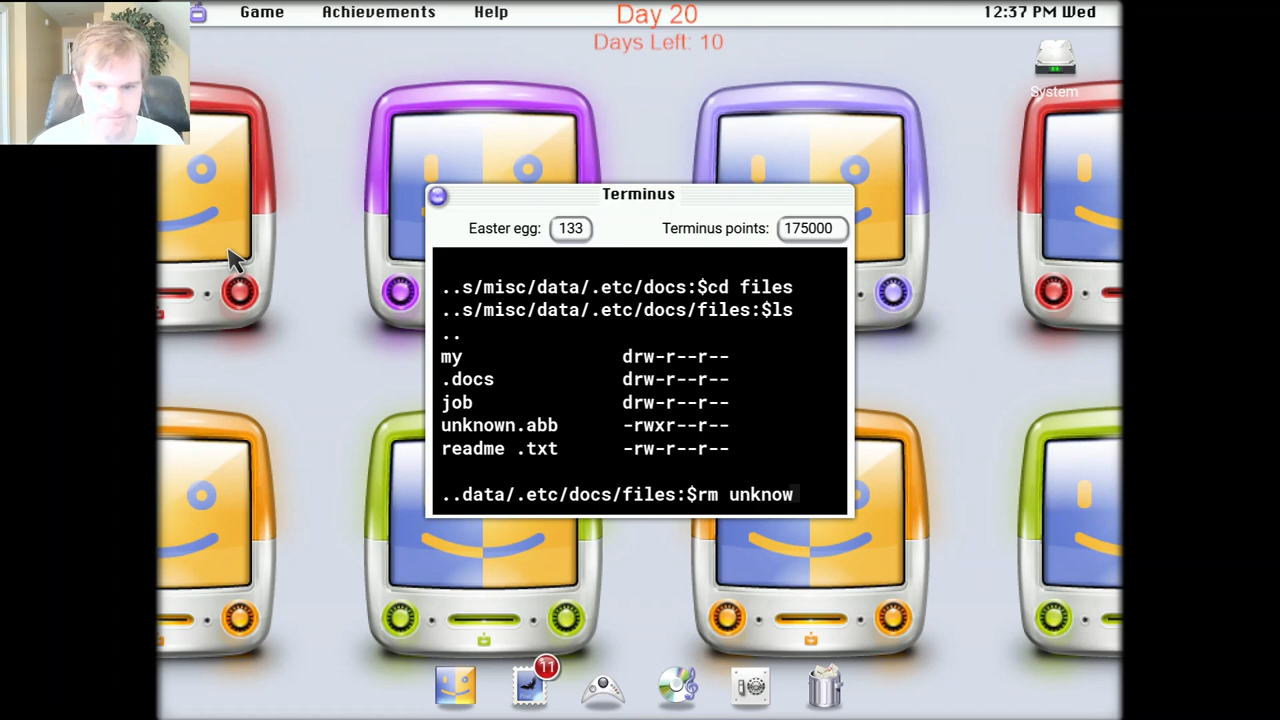 Game Achievements Help Day 20 12:37 PM Wed
Days Left: 10
System
Terminus
Easter egg: 133 Terminus points: 175000
..s/misc/data/.etc/docs:$cd files
..s/misc/data/.etc/docs/files:$ls
..
my drw-r--r--
.docs drw-r--r--
job drw-r--r--
unknown.abb -rwxr--r--
readme .txt -rw-r--r--
..data/.etc/docs/files:$rm unknow
11